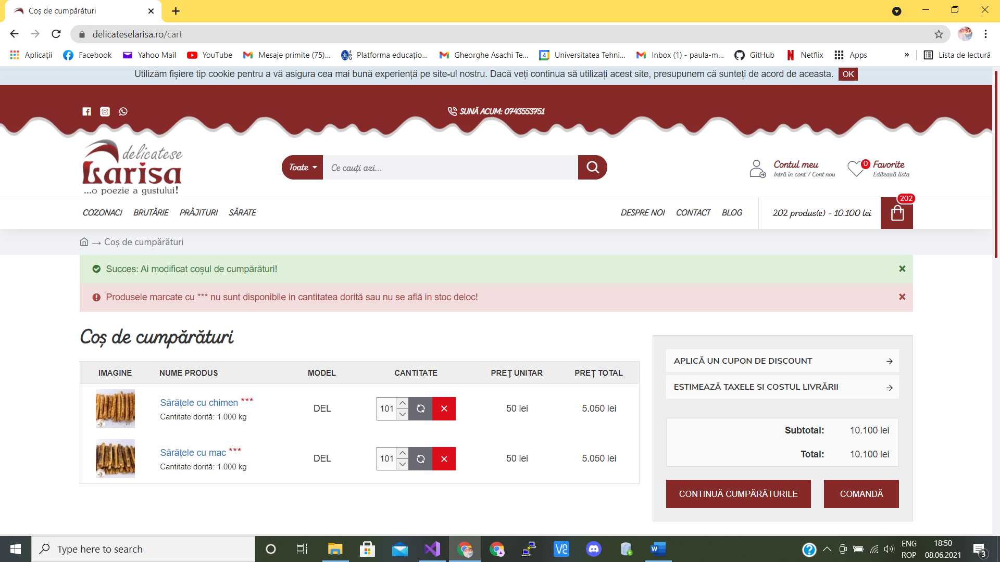 Coș de cumpărături
delicateselarisa.ro/cart
Aplicații Facebook Yahoo Mail YouTube Mesaje primite (75)... Platforma educațio... Gheorghe Asachi Te... Universitatea Tehni... Inbox (1) - paula-m... GitHub Netflix Apps » Lista de lectură
Utilizăm fișiere tip cookie pentru a vă asigura cea mai bună experiență pe site-ul nostru. Dacă veți continua să utilizați acest site, presupunem că sunteți de acord de aceasta. OK
SUNĂ ACUM: 0743553751
delicatese
Larisa
...o poezie a gustului!
Toate Ce cauți azi...
Contul meu
Intră in cont / Cont nou
0 Favorite
Editează lista
COZONACI BRUTĂRIE PRĂJITURI SĂRATE DESPRE NOI CONTACT BLOG 202 produs(e) - 10.100 lei 202
→ Coș de cumpărături
Succes: Ai modificat coșul de cumpărături!
Produsele marcate cu *** nu sunt disponibile in cantitatea dorită sau nu se află in stoc deloc!
Coș de cumpărături
IMAGINE NUME PRODUS MODEL CANTITATE PREȚ UNITAR PREȚ TOTAL
Sărățele cu chimen *** DEL 101 50 lei 5.050 lei
Cantitate dorită: 1.000 kg
Sărățele cu mac *** DEL 101 50 lei 5.050 lei
Cantitate dorită: 1.000 kg
APLICĂ UN CUPON DE DISCOUNT
ESTIMEAZĂ TAXELE SI COSTUL LIVRĂRII
Subtotal: 10.100 lei
Total: 10.100 lei
CONTINUĂ CUMPĂRĂTURILE COMANDĂ
Type here to search
ENG
ROP
18:50
08.06.2021
3